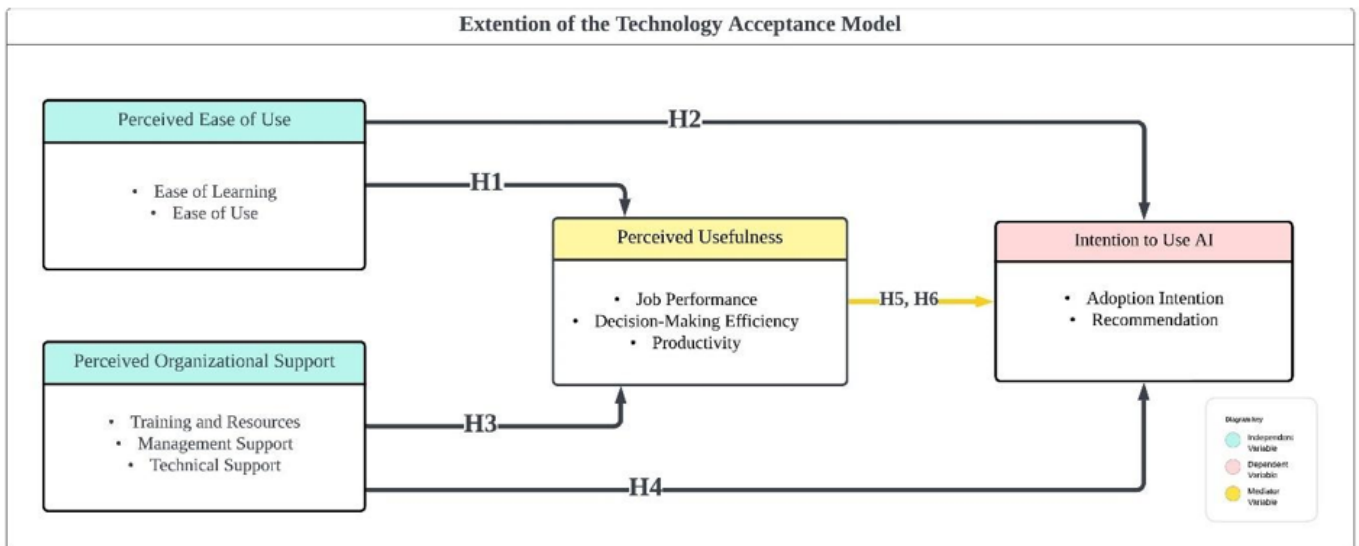 Extention of the Technology Acceptance Model
Perceived Ease of Use
• Ease of Learning
• Ease of Use
H2
H1
Perceived Usefulness
• Job Performance
• Decision-Making Efficiency
• Productivity
H5, H6
Intention to Use AI
• Adoption Intention
• Recommendation
Perceived Organizational Support
• Training and Resources
• Management Support
• Technical Support
H3
H4
Diagram key
Independent
Variable
Dependent
Variable
Mediator
Variable